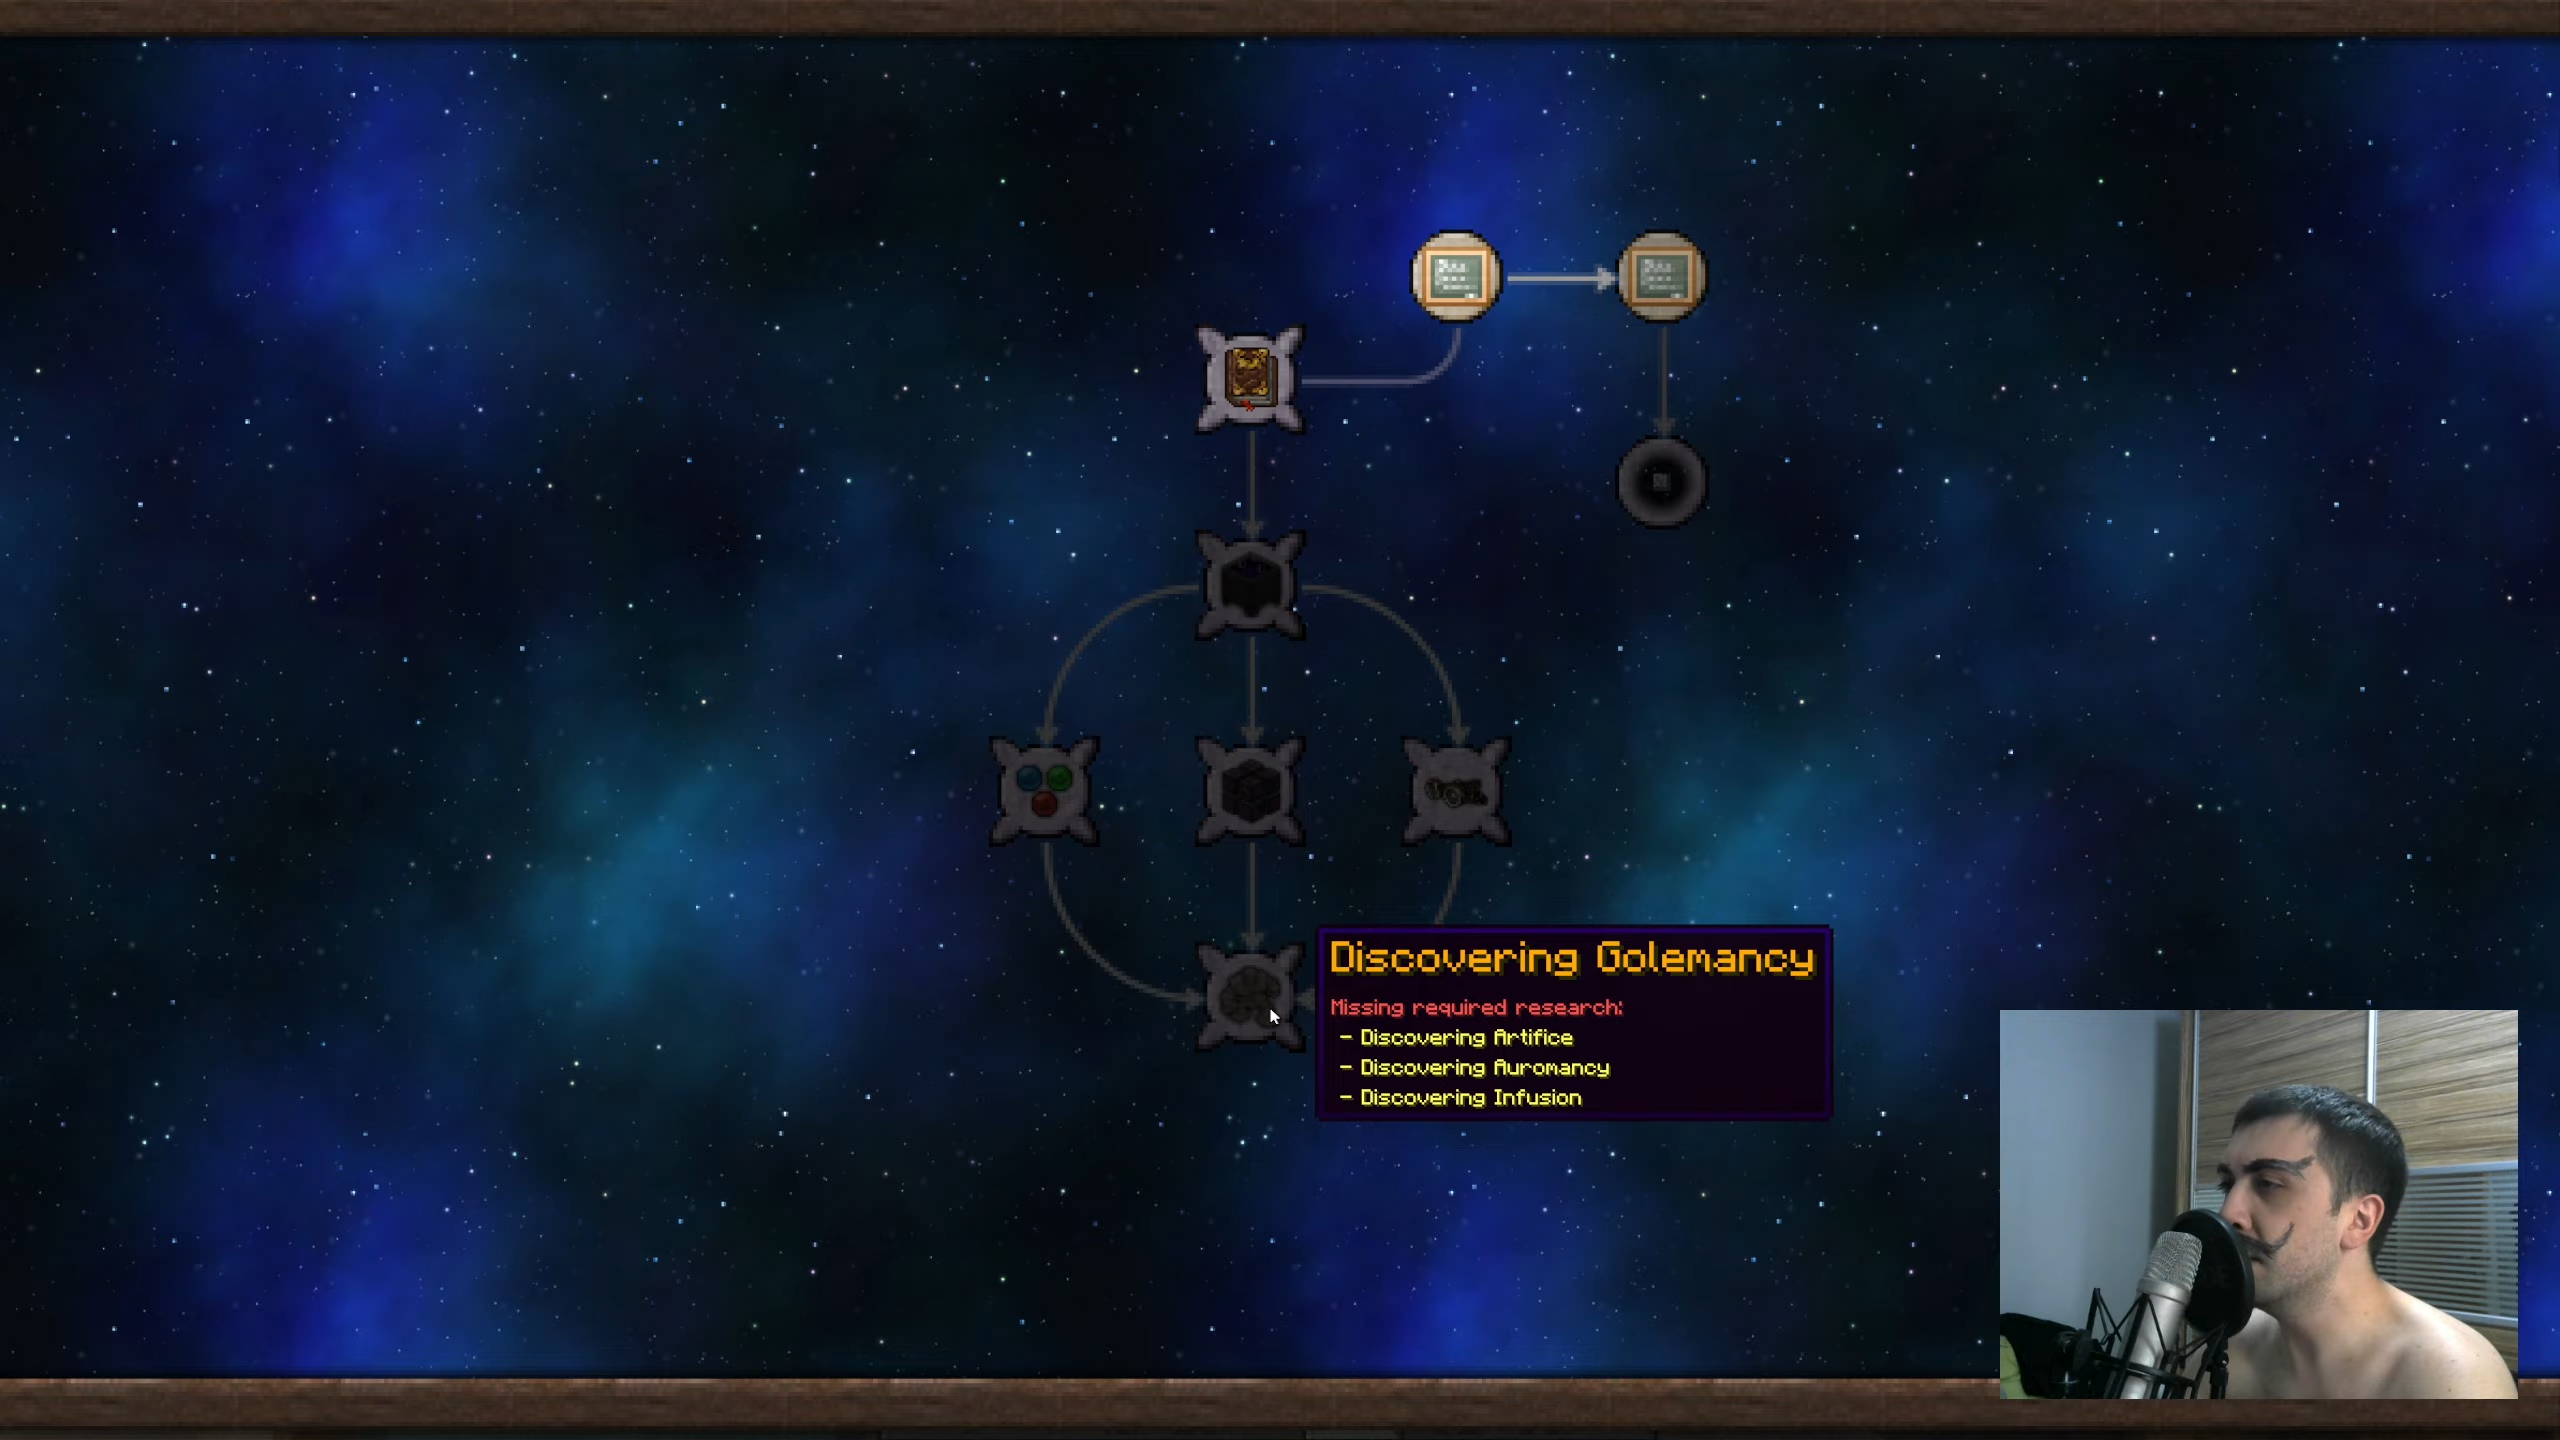 Discovering Golemancy
Missing required research:
- Discovering Artifice
- Discovering Auromancy
- Discovering Infusion